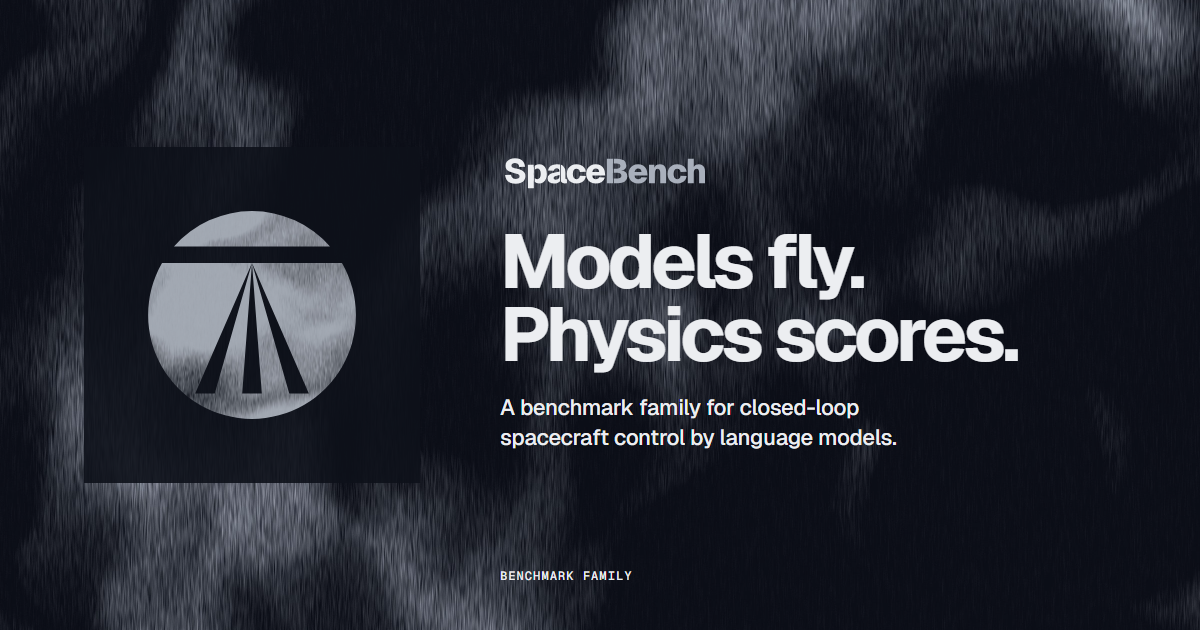 SpaceBench
Models fly.
Physics scores.
A benchmark family for closed-loop
spacecraft control by language models.
BENCHMARK FAMILY